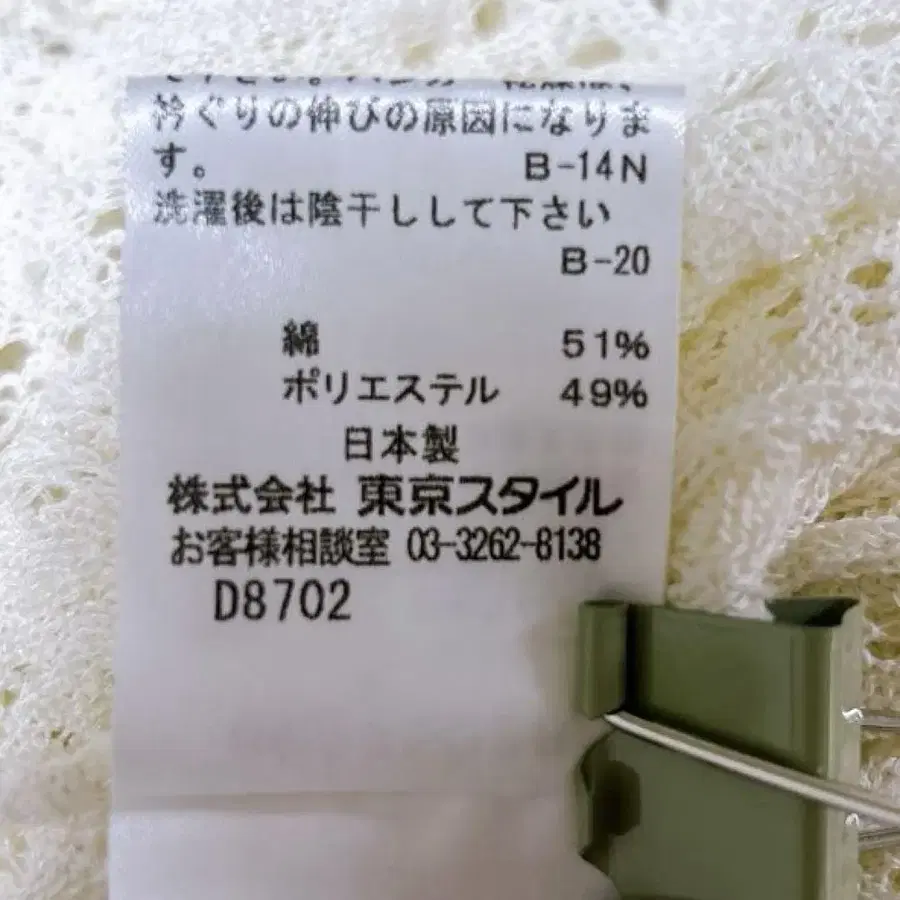 衿ぐりの伸びの原因になりま
す。 B-14N
洗濯後は陰干しして下さい
B-20
綿 51%
ポリエステル 49%
日本製
株式会社 東京スタイル
お客様相談室 03-3262-8138
D8702